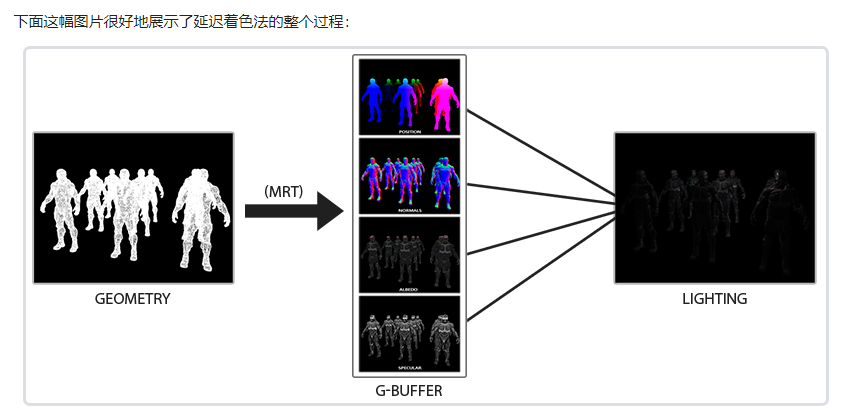 下面这幅图片很好地展示了延迟着色法的整个过程：
(MRT)
POSITION
NORMALS
ALBEDO
SPECULAR
GEOMETRY
G-BUFFER
LIGHTING